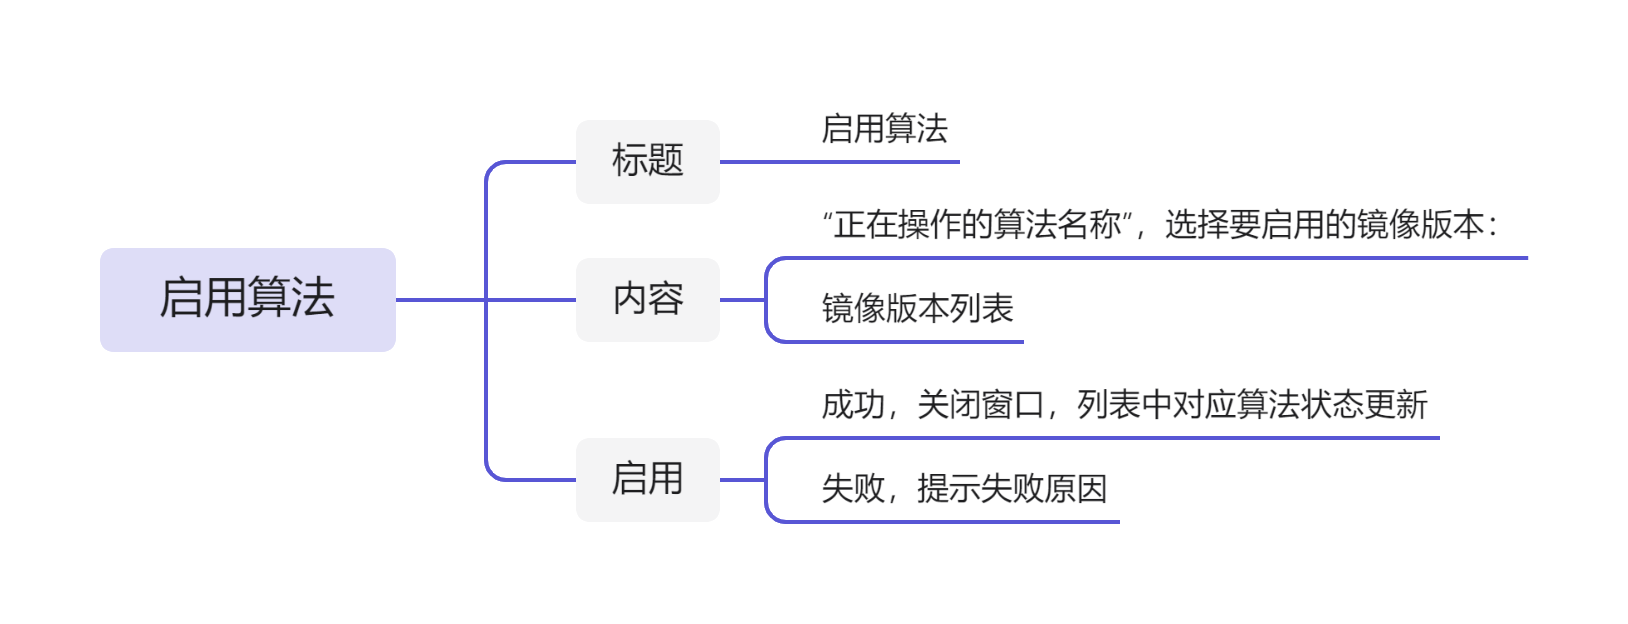 启用算法
标题
启用算法
内容
“正在操作的算法名称”，选择要启用的镜像版本：
镜像版本列表
启用
成功，关闭窗口，列表中对应算法状态更新
失败，提示失败原因